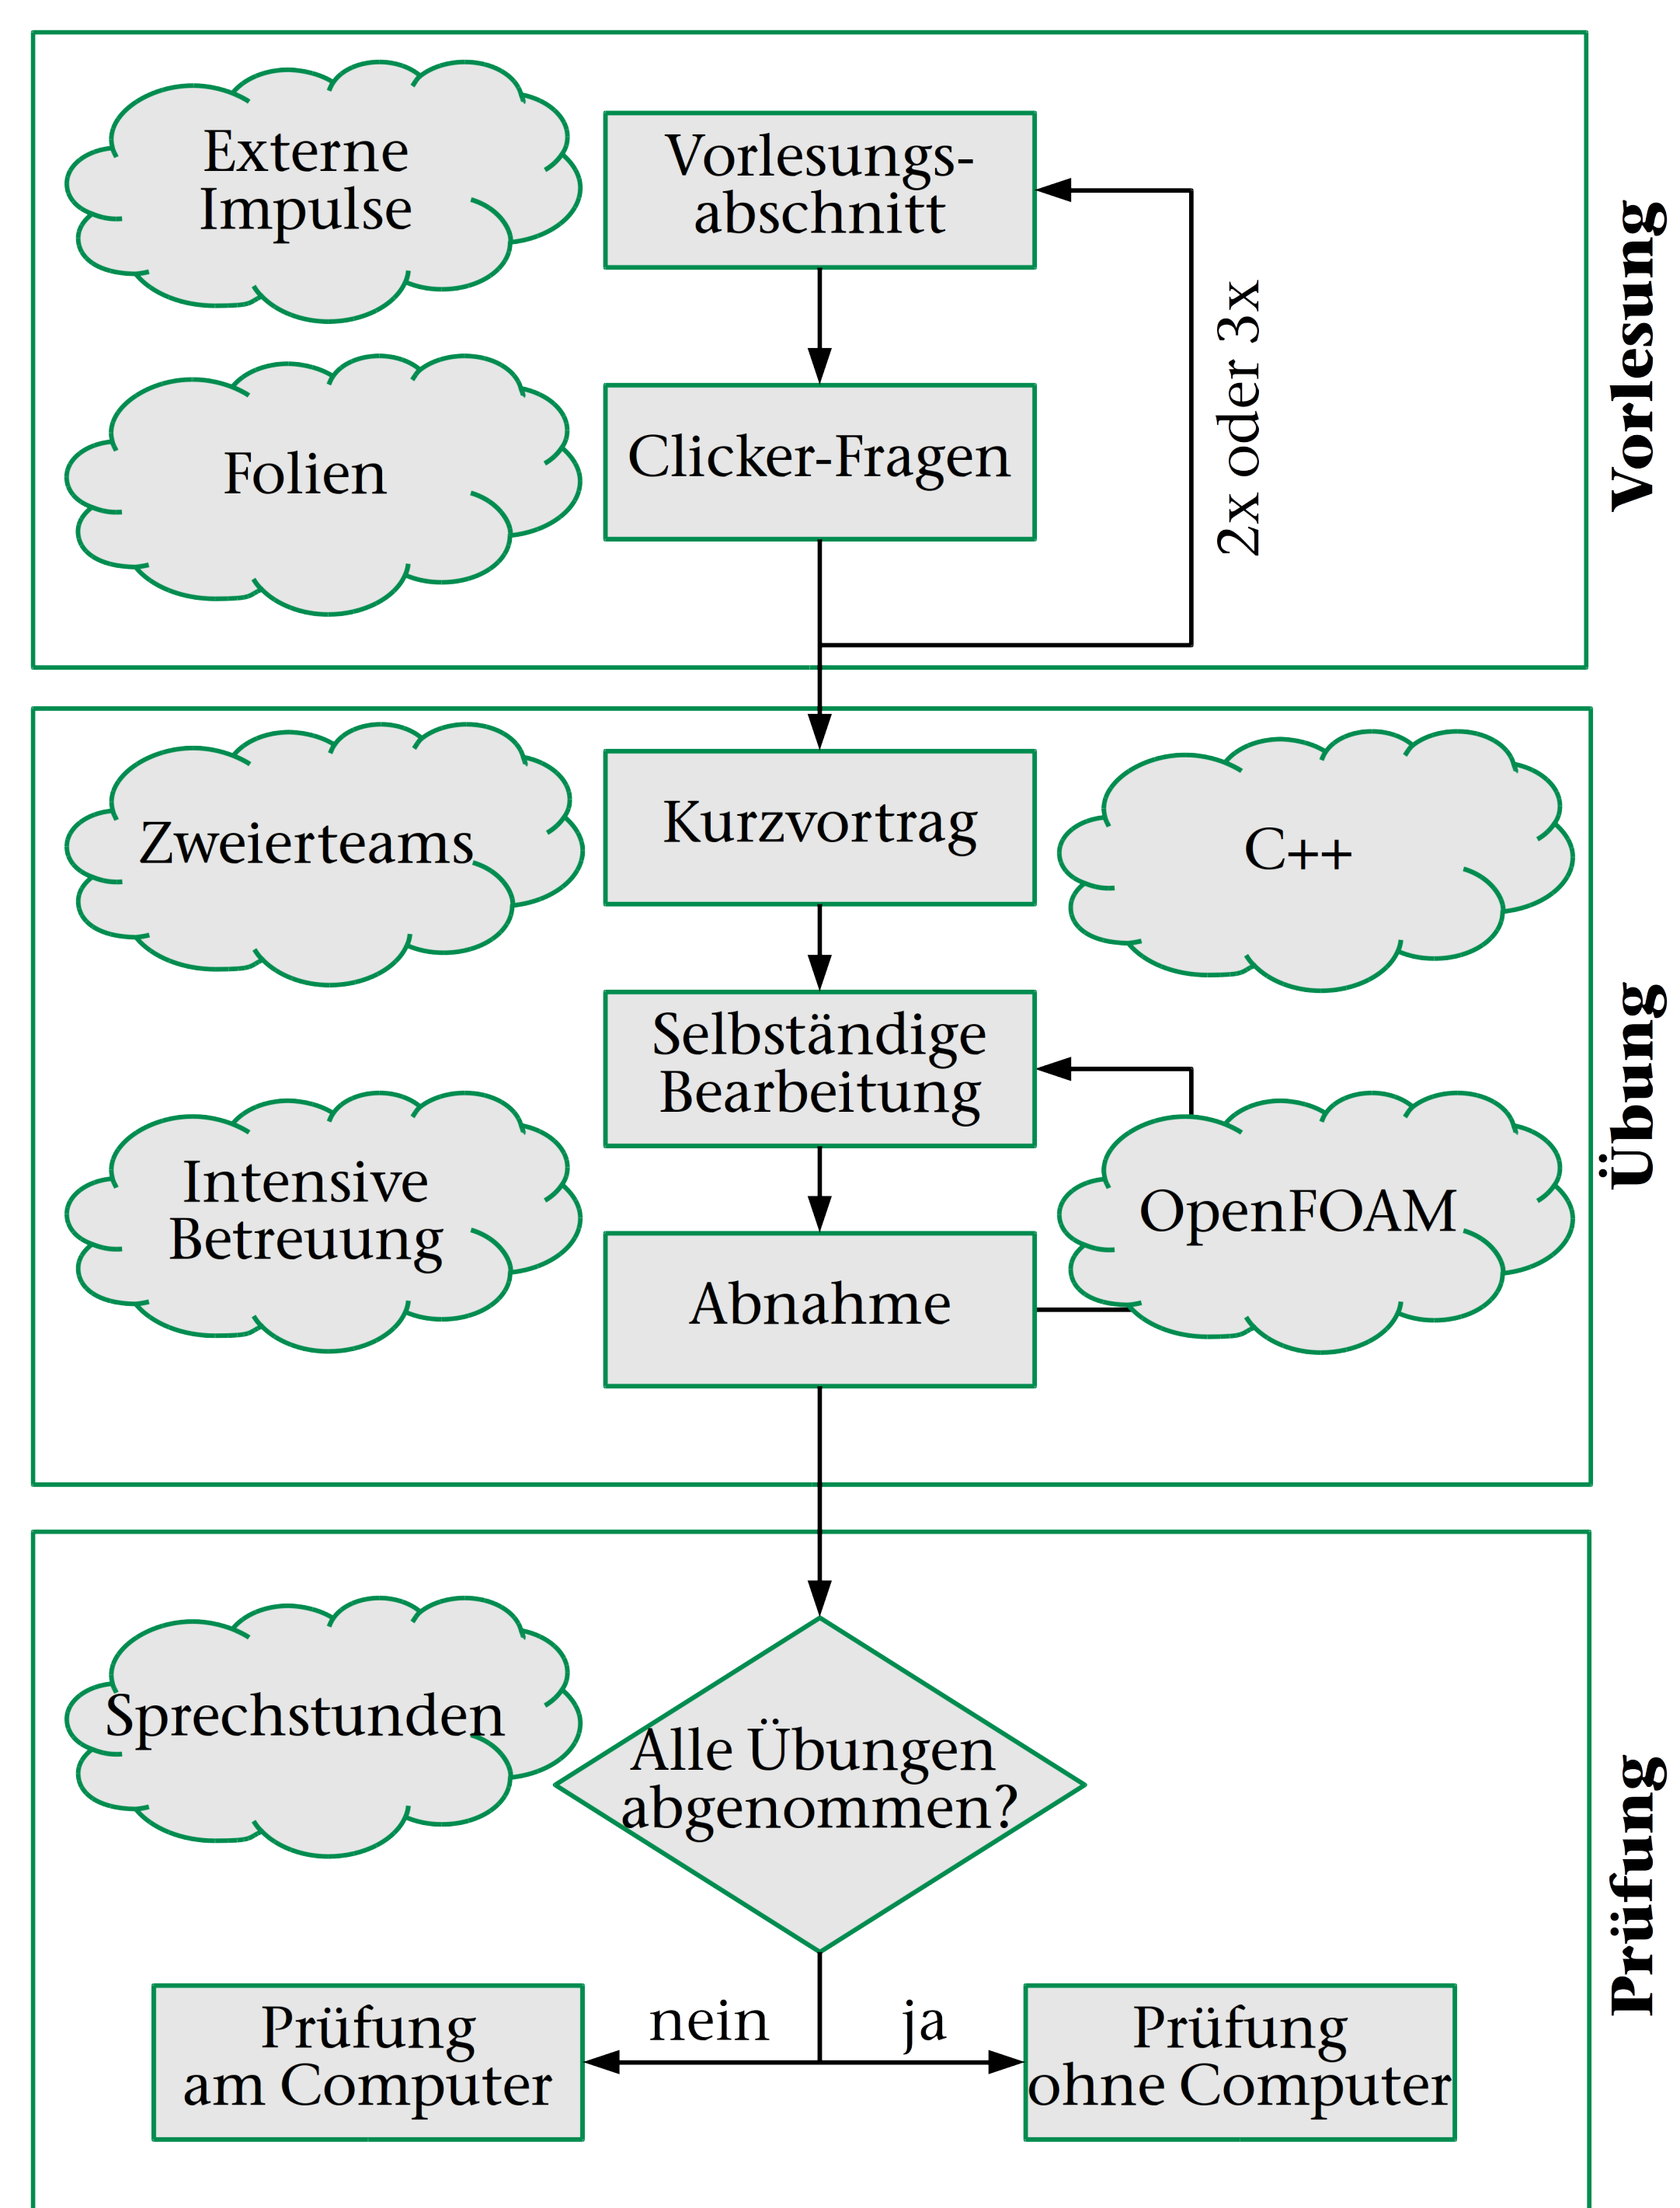 Externe
Impulse
Vorlesungs-
abschnitt
Folien
Clicker-Fragen
2x oder 3x
Vorlesung
Zweierteams
Kurzvortrag
C++
Selbständige
Bearbeitung
Intensive
Betreuung
OpenFOAM
Abnahme
Übung
Sprechstunden
Alle Übungen
abgenommen?
nein
ja
Prüfung
am Computer
Prüfung
ohne Computer
Prüfung